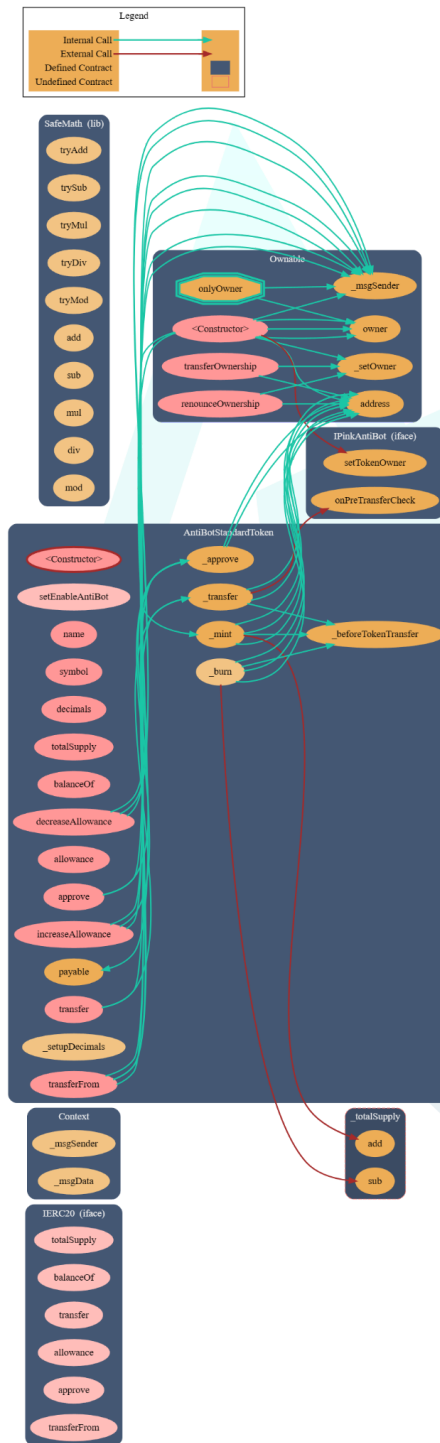 Legend
Internal Call
External Call
Defined Contract
Undefined Contract
SafeMath (lib)
tryAdd
trySub
tryMul
tryDiv
tryMod
add
sub
mul
div
mod
Ownable
onlyOwner
_msgSender
<Constructor>
owner
transferOwnership
_setOwner
renounceOwnership
address
IPinkAntiBot (iface)
setTokenOwner
onPreTransferCheck
AntiBotStandardToken
<Constructor>
_approve
setEnableAntiBot
_transfer
name
_mint
_beforeTokenTransfer
symbol
_burn
decimals
totalSupply
balanceOf
decreaseAllowance
allowance
approve
increaseAllowance
payable
transfer
_setupDecimals
transferFrom
Context
_msgSender
_msgData
_totalSupply
add
sub
IERC20 (iface)
totalSupply
balanceOf
transfer
allowance
approve
transferFrom